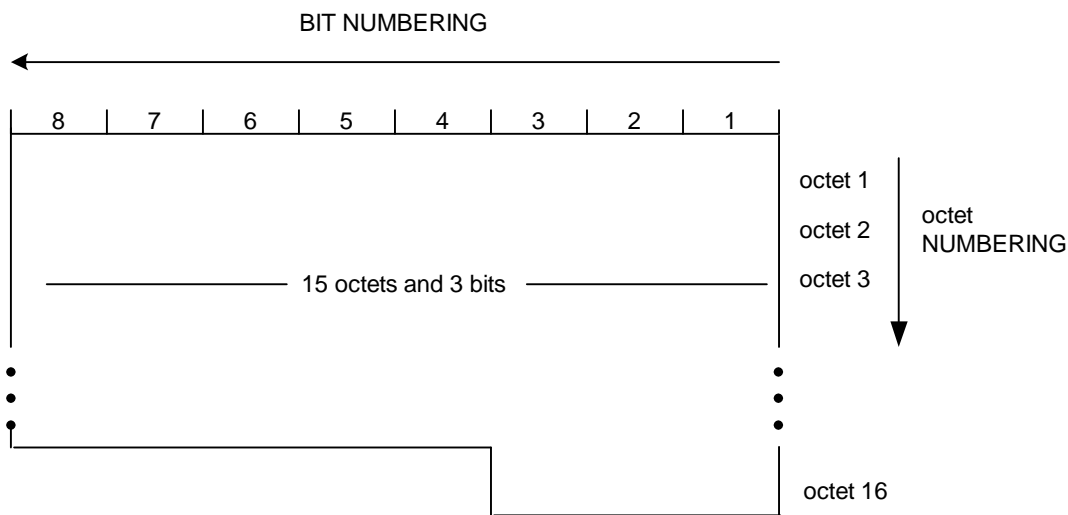 BIT NUMBERING
8 7 6 5 4 3 2 1
octet 1
octet 2
octet
NUMBERING
15 octets and 3 bits
octet 3
octet 16